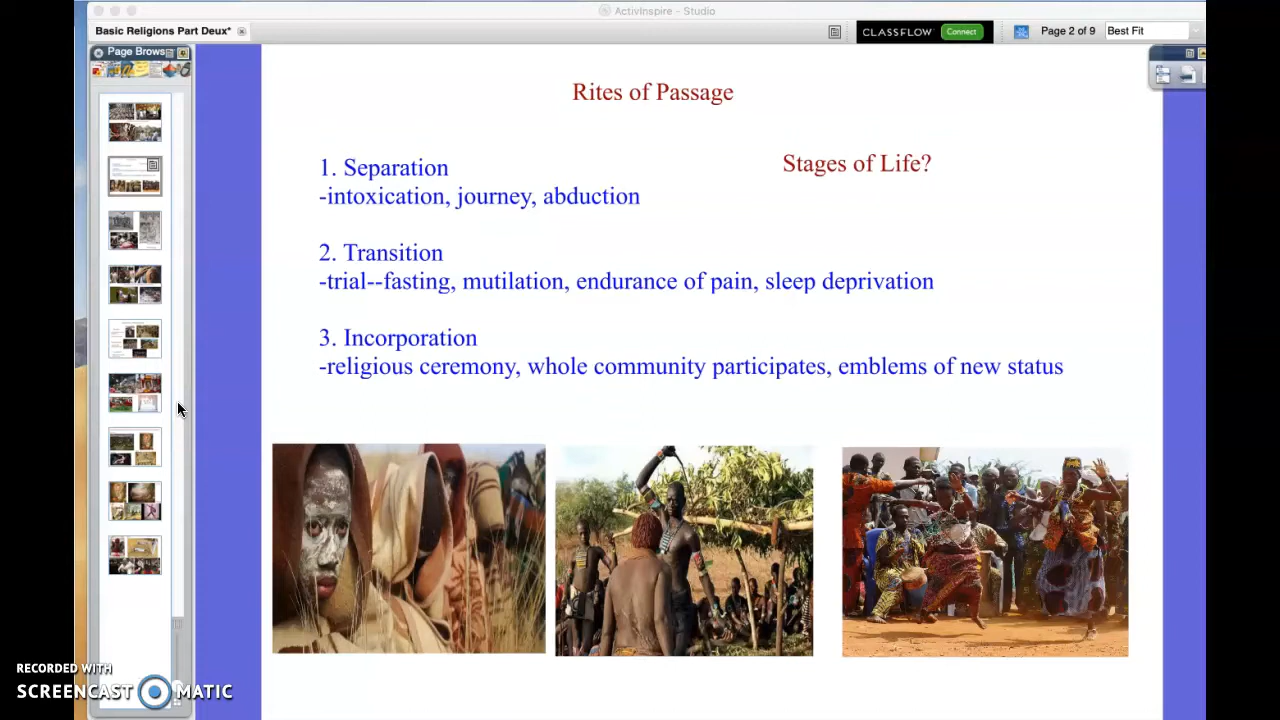 ActivInspire - Studio
Basic Religions Part Deux*
CLASSFLOW Connect
Page 2 of 9
Best Fit
Page Brows
Rites of Passage
Stages of Life?
1. Separation
-intoxication, journey, abduction
2. Transition
-trial--fasting, mutilation, endurance of pain, sleep deprivation
3. Incorporation
-religious ceremony, whole community participates, emblems of new status
RECORDED WITH
SCREENCAST MATIC